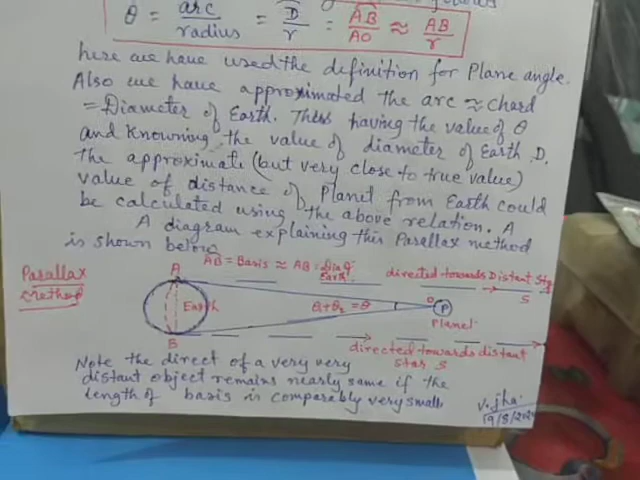 θ = arc/radius = D/r = AB/AO ≈ AB/r
here we have used the definition for Plane angle.
Also we have approximated the arc ≈ chord
= Diameter of Earth. Thus having the value of θ
and Knowning the value of diameter of Earth D.
the approximate (but very close to true value)
value of distance of Planet from Earth could
be calculated using the above relation. A
A diagram explaining this Parallax method
is shown below
AB = Basis ≈ AB = Dia of Earth
directed towards Distant Star
S
Parallax
method
A
Earth
θ₁+θ₂ = θ
O
P
Planet
B
directed towards distant
Star S
Note the direct of a very very
distant object remains nearly same if the
length of basis is comparably very small.
V. Jha